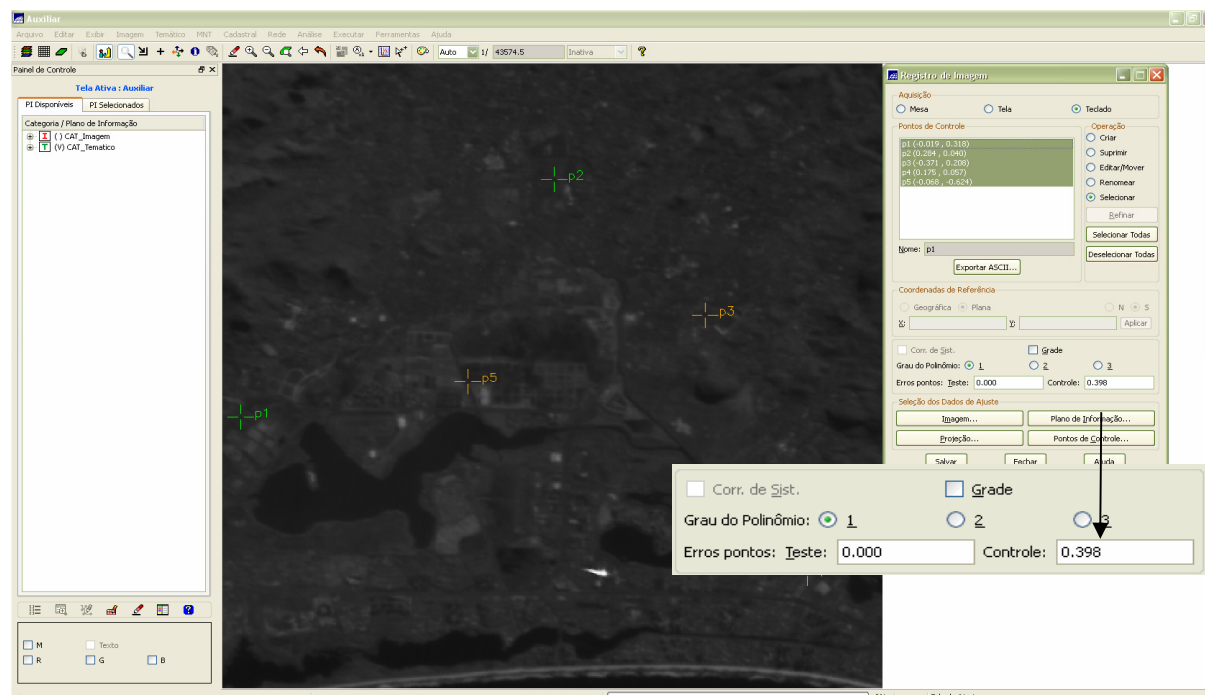 Auxiliar
Arquivo Editar Exibir Imagem Temático MNT Cadastral Rede Análise Executar Ferramentas Ajuda
Auto 1/ 43574.5 Inativa
Painel de Controle
Tela Ativa : Auxiliar
PI Disponíveis PI Selecionados
Categoria / Plano de Informação
( ) CAT_Imagem
(V) CAT_Tematico
M Texto
R G B
p2
p3
p5
p1
Registro de Imagem
Aquisição
Mesa Tela Teclado
Pontos de Controle
p1 (-0.019 , 0.318)
p2 (0.284 , 0.040)
p3 (-0.371 , 0.208)
p4 (0.175 , 0.057)
p5 (-0.068 , -0.624)
Nome: p1
Exportar ASCII...
Operação
Criar
Suprimir
Editar/Mover
Renomear
Selecionar
Refinar
Selecionar Todas
Deselecionar Todas
Coordenadas de Referência
Geográfica Plana N S
X: Y: Aplicar
Corr. de Sist. Grade
Grau do Polinômio: 1 2 3
Erros pontos: Teste: 0.000 Controle: 0.398
Seleção dos Dados de Ajuste
Imagem... Plano de Informação...
Projeção... Pontos de Controle...
Salvar Fechar Ajuda
Corr. de Sist. Grade
Grau do Polinômio: 1 2 3
Erros pontos: Teste: 0.000 Controle: 0.398